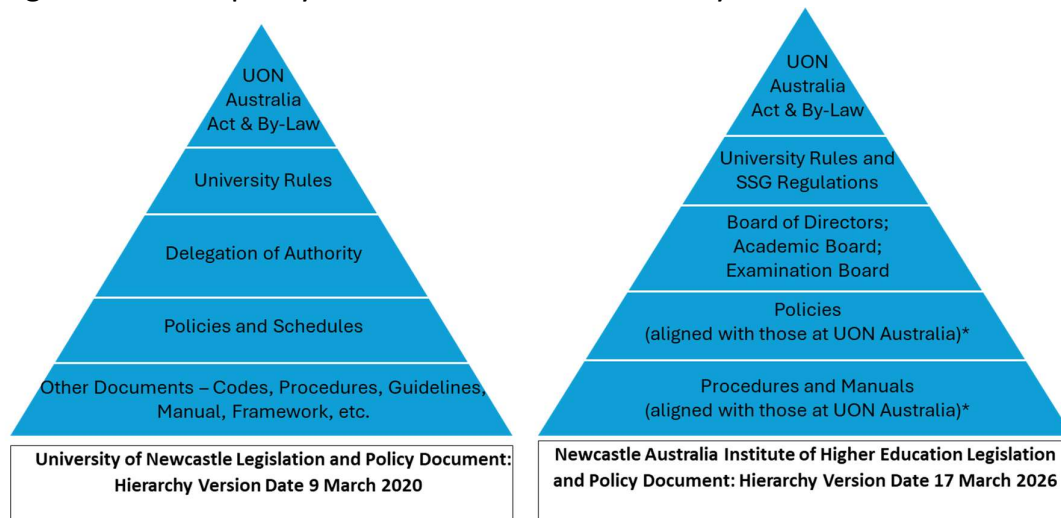 UON
Australia
Act & By-Law
University Rules
Delegation of Authority
Policies and Schedules
Other Documents – Codes, Procedures, Guidelines,
Manual, Framework, etc.
University of Newcastle Legislation and Policy Document:
Hierarchy Version Date 9 March 2020
UON
Australia
Act & By-Law
University Rules and
SSG Regulations
Board of Directors;
Academic Board;
Examination Board
Policies
(aligned with those at UON Australia)*
Procedures and Manuals
(aligned with those at UON Australia)*
Newcastle Australia Institute of Higher Education Legislation
and Policy Document: Hierarchy Version Date 17 March 2026